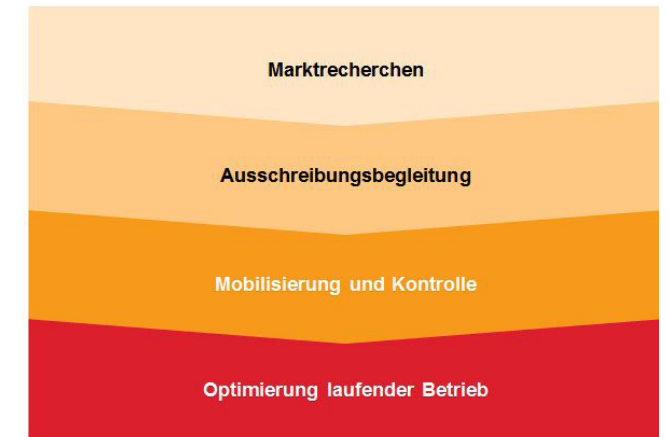 Marktrecherchen
Ausschreibungsbegleitung
Mobilisierung und Kontrolle
Optimierung laufender Betrieb